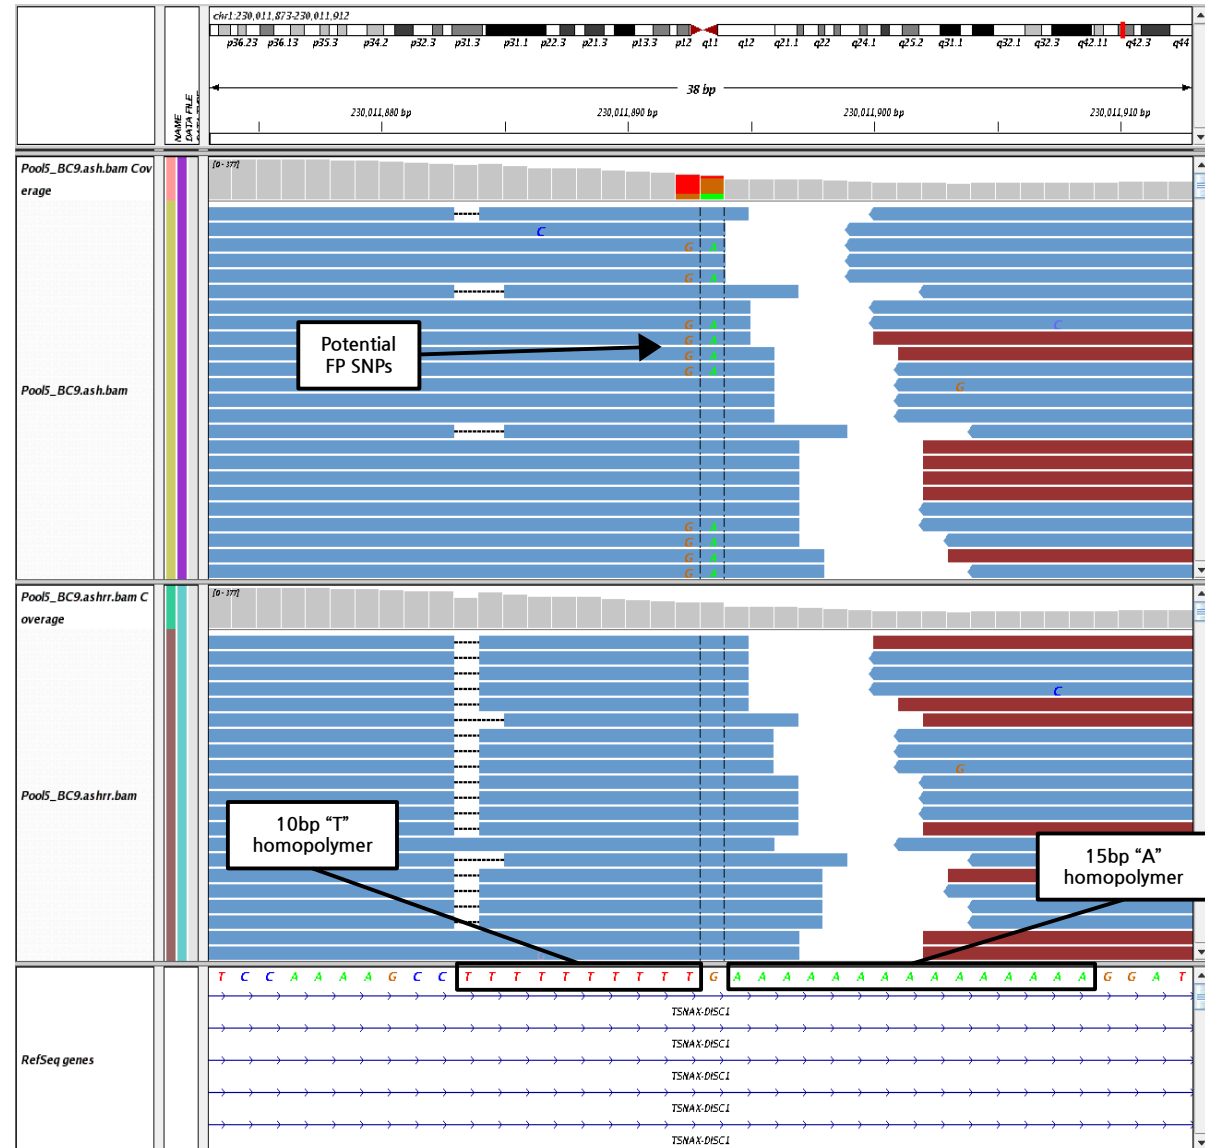 chr1:230,011,873-230,011,912
p36.23 p36.13 p35.3 p34.2 p32.3 p31.3 p31.1 p22.3 p21.3 p13.3 p12 q11 q12 q21.1 q22 q24.1 q25.2 q31.1 q32.1 q32.3 q42.11 q42.3 q44
38 bp
230,011,880 bp 230,011,890 bp 230,011,900 bp 230,011,910 bp
NAME
DATA FILE
Pool5_BC9.ash.bam Cov
erage
[0 - 377]
C
G A
G A
G A C
G A
Potential
FP SNPs
G A
G A
G
Pool5_BC9.ash.bam
G A
G A
G A
G A
Pool5_BC9.ashrr.bam C
overage
[0 - 377]
C
G
Pool5_BC9.ashrr.bam
10bp “T”
homopolymer
15bp “A”
homopolymer
T C C A A A A G C C T T T T T T T T T T G A A A A A A A A A A A A A A A G G A T
TSNAX-DISC1
TSNAX-DISC1
RefSeq genes
TSNAX-DISC1
TSNAX-DISC1
TSNAX-DISC1